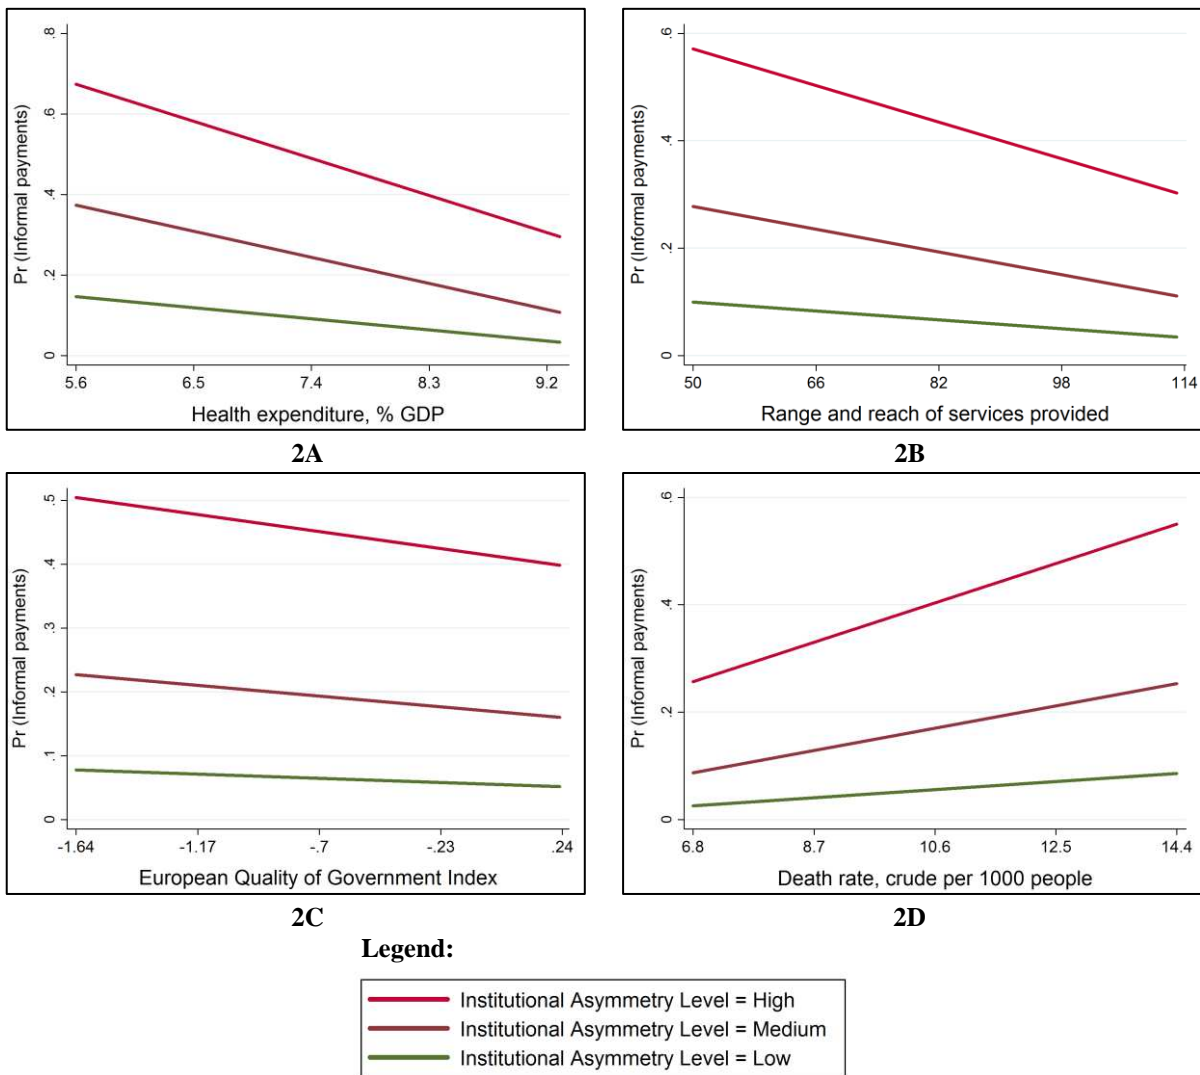 Pr (Informal payments)
.8
.6
.4
.2
0
5.6 6.5 7.4 8.3 9.2
Health expenditure, % GDP
2A
Pr (Informal payments)
.6
.4
.2
0
50 66 82 98 114
Range and reach of services provided
2B
Pr (Informal payments)
.5
.4
.3
.2
.1
0
-1.64 -1.17 -.7 -.23 .24
European Quality of Government Index
2C
Pr (Informal payments)
.6
.4
.2
0
6.8 8.7 10.6 12.5 14.4
Death rate, crude per 1000 people
2D
Legend:
Institutional Asymmetry Level = High
Institutional Asymmetry Level = Medium
Institutional Asymmetry Level = Low